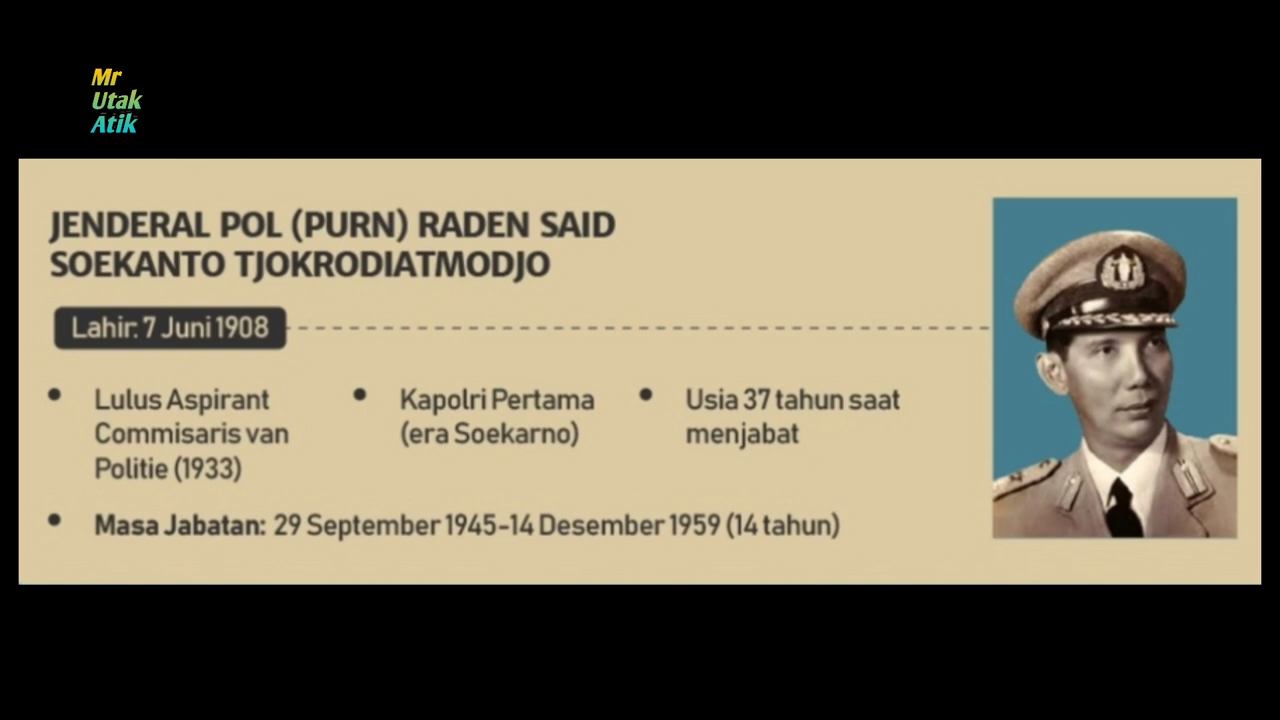 Mr
Utak
Atik
JENDERAL POL (PURN) RADEN SAID
SOEKANTO TJOKRODIATMODJO
Lahir: 7 Juni 1908
• Lulus Aspirant
Commisaris van
Politie (1933)
• Kapolri Pertama
(era Soekarno)
• Usia 37 tahun saat
menjabat
• Masa Jabatan: 29 September 1945-14 Desember 1959 (14 tahun)